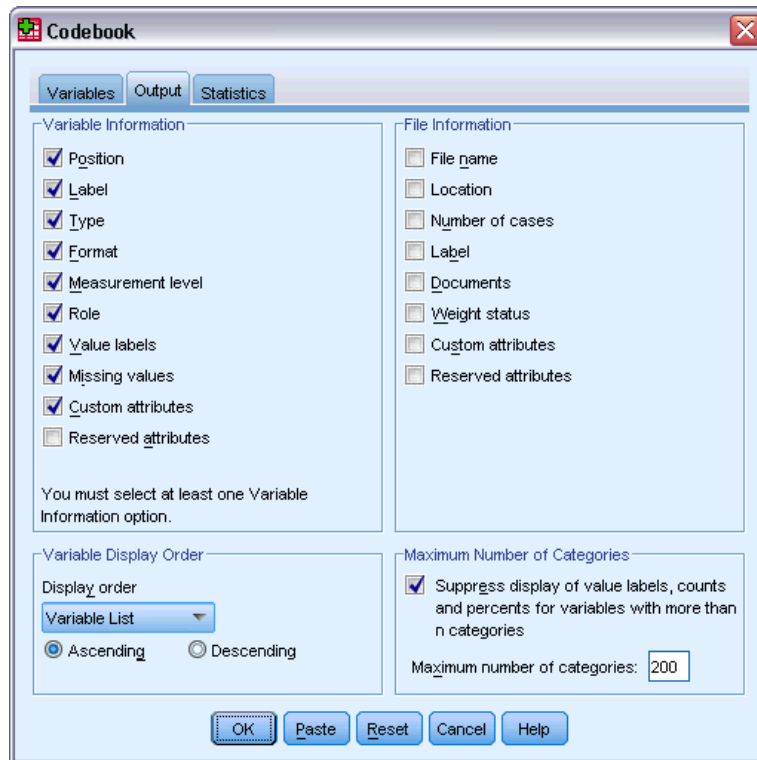 Codebook
Variables Output Statistics
Variable Information
Position
Label
Type
Format
Measurement level
Role
Value labels
Missing values
Custom attributes
Reserved attributes
You must select at least one Variable
Information option.
File Information
File name
Location
Number of cases
Label
Documents
Weight status
Custom attributes
Reserved attributes
Variable Display Order
Display order
Variable List
Ascending Descending
Maximum Number of Categories
Suppress display of value labels, counts
and percents for variables with more than
n categories
Maximum number of categories: 200
OK Paste Reset Cancel Help